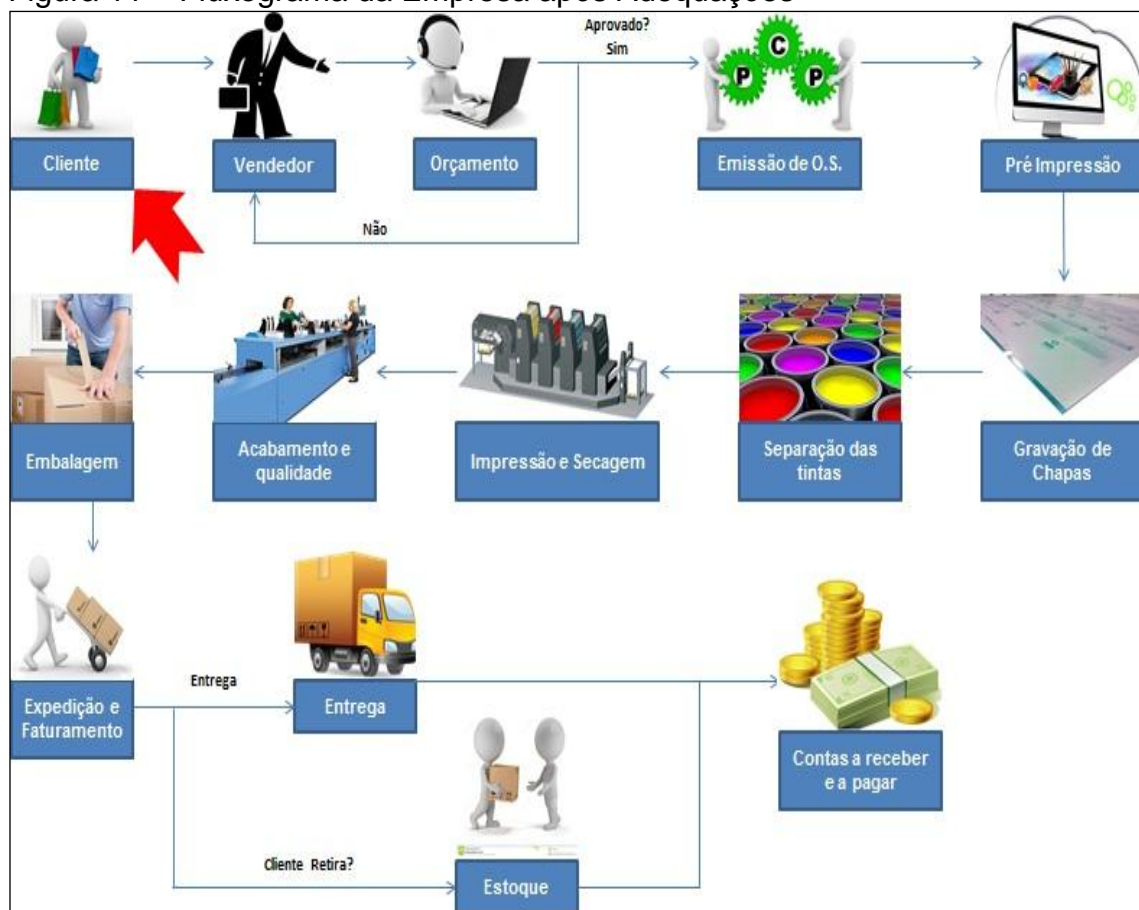 Aprovado?
Sim
C
P
P
Cliente
Vendedor
Orçamento
Emissão de O.S.
Pré Impressão
Não
Embalagem
Acabamento e
qualidade
Impressão e Secagem
Separação das
tintas
Gravação de
Chapas
Entrega
Expedição e
Faturamento
Entrega
Contas a receber
e a pagar
Cliente Retira?
Estoque